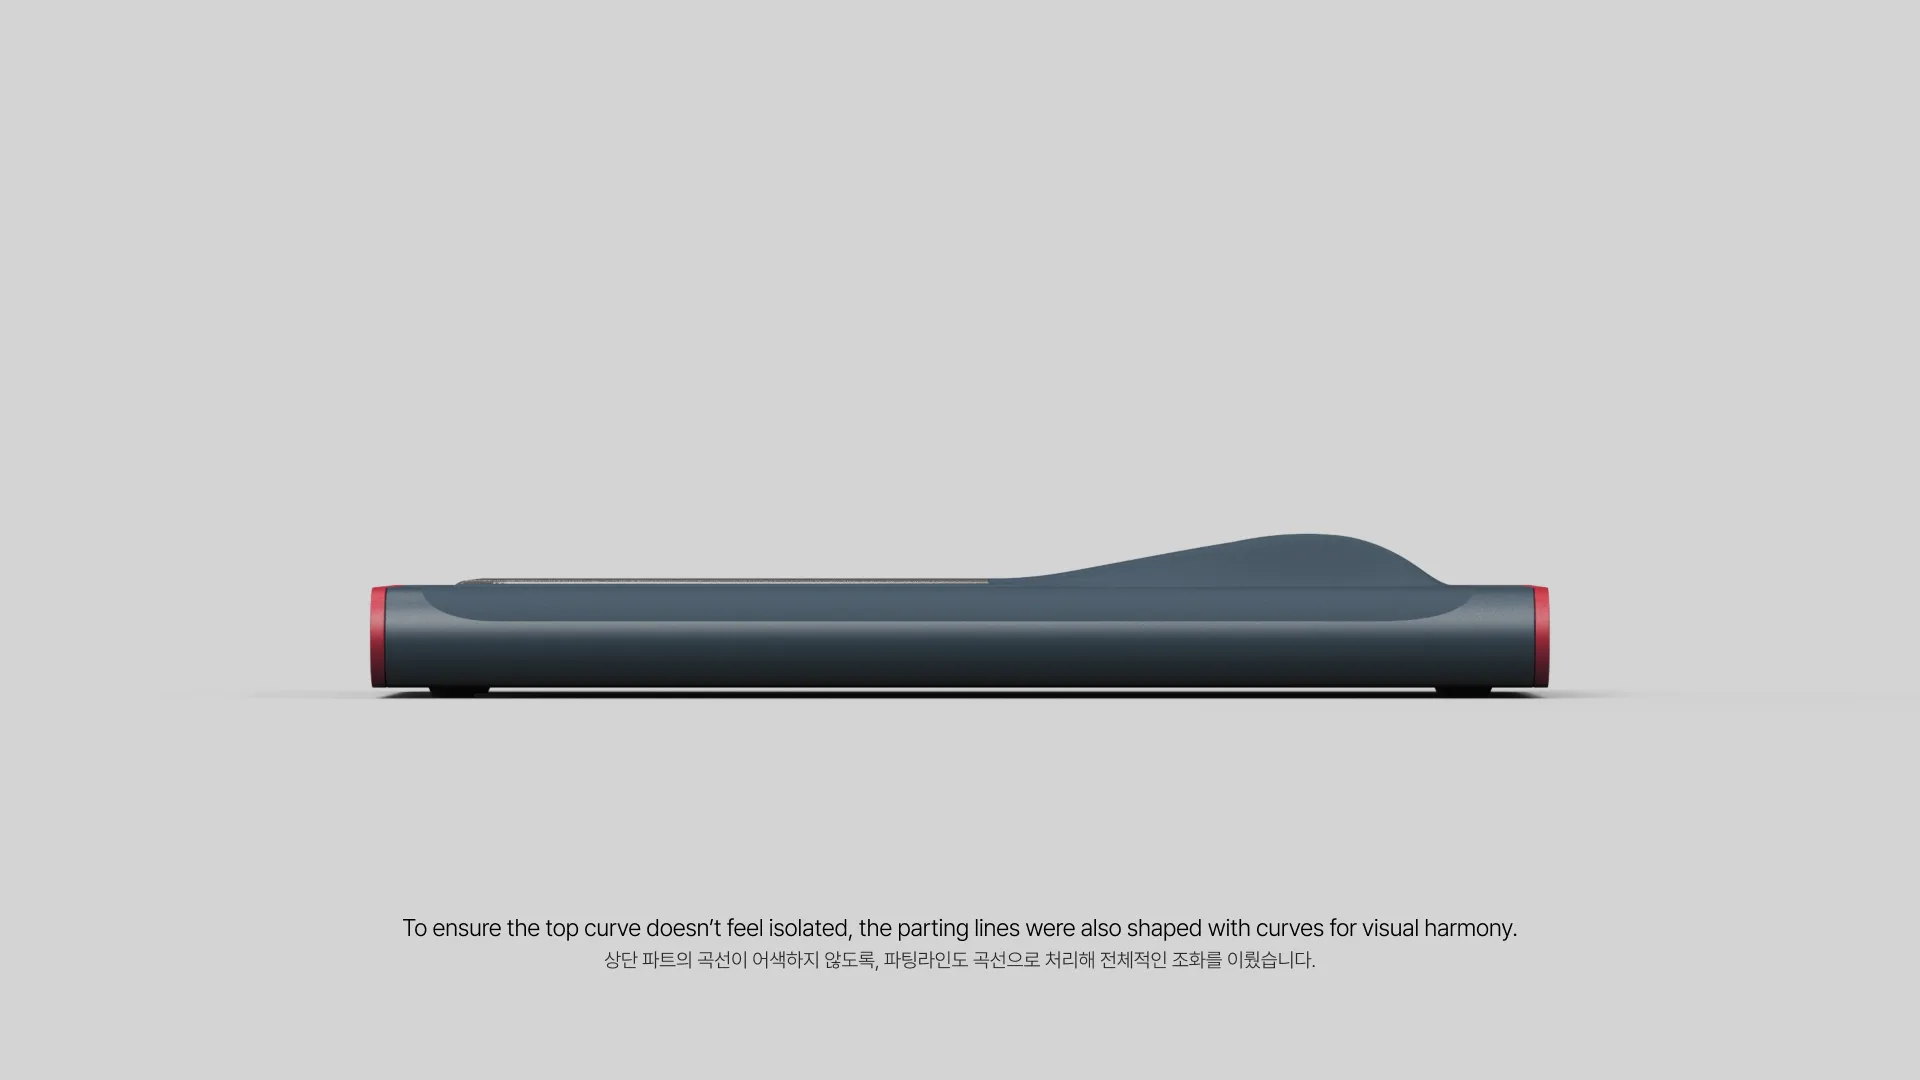 To ensure the top curve doesn’t feel isolated, the parting lines were also shaped with curves for visual harmony.
상단 파트의 곡선이 어색하지 않도록, 파팅라인도 곡선으로 처리해 전체적인 조화를 이뤘습니다.